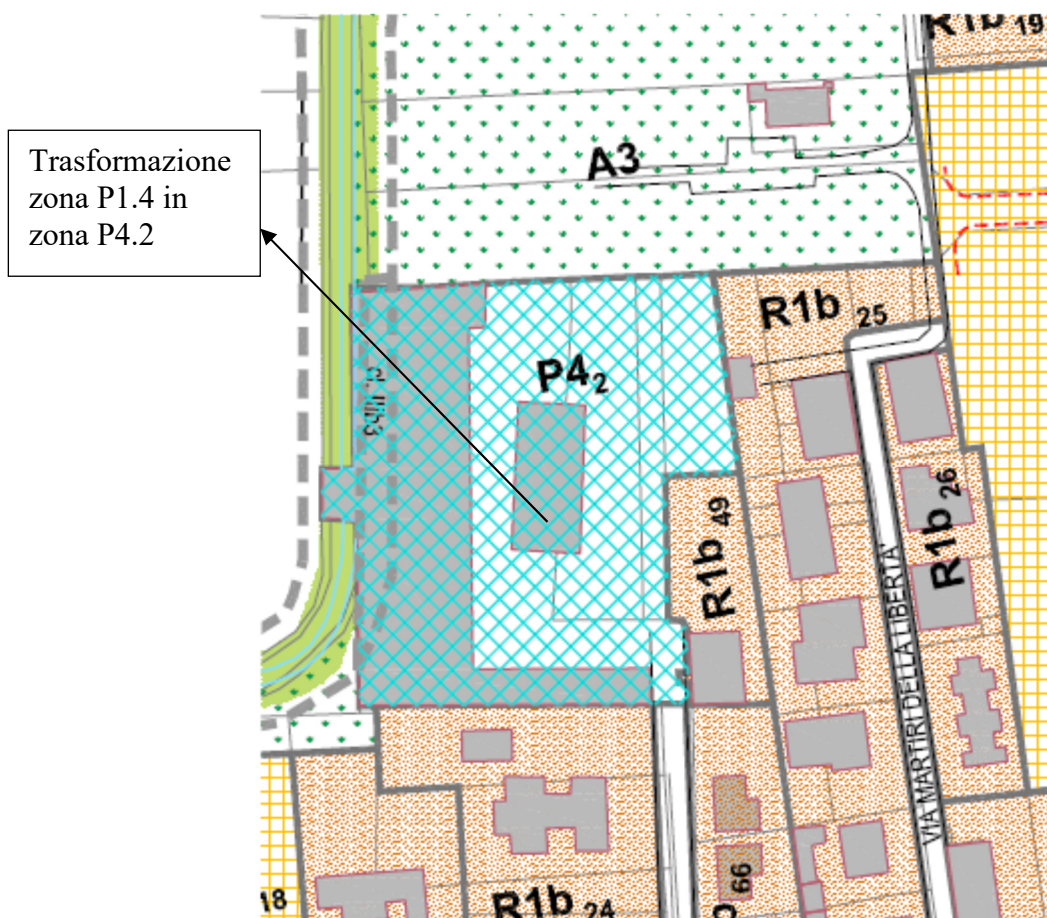 R1b 19
Trasformazione
zona P1.4 in
zona P4.2
A3
R1b 25
P4 2
R1b 49
R1b 26
VIA MARTIRI DELLA LIBERTA'
66
18
R1b 24